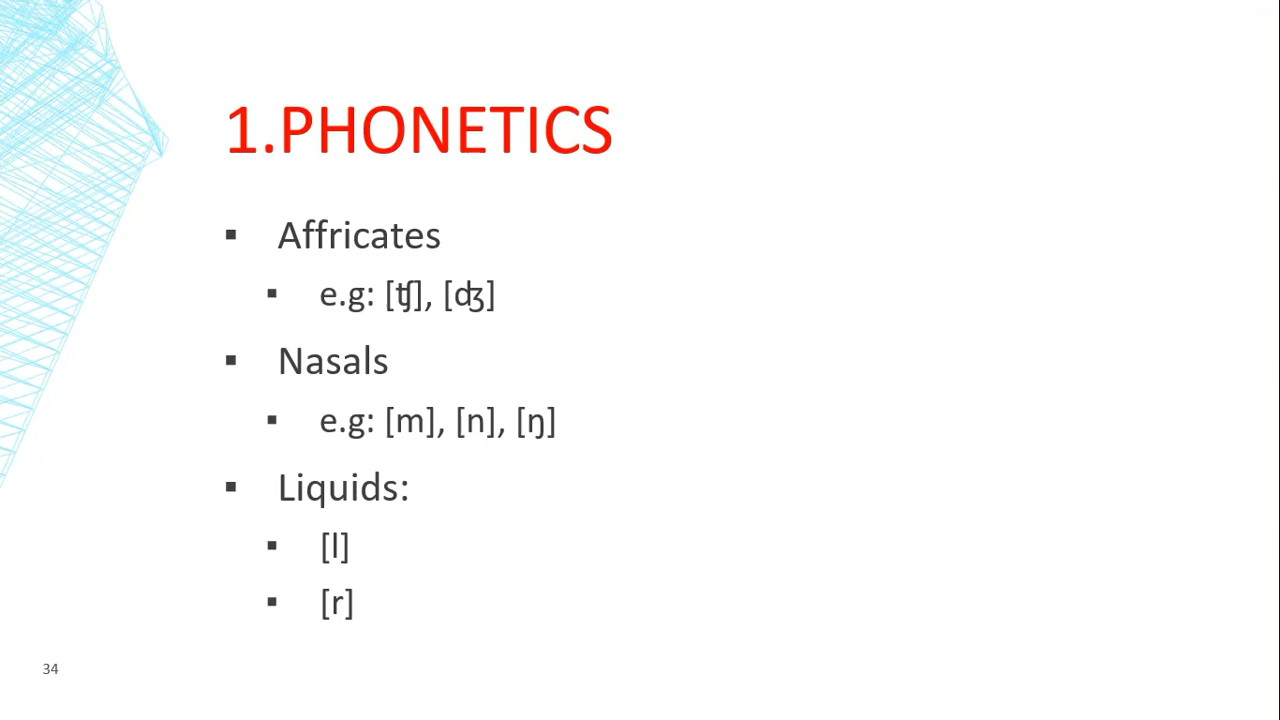 1.PHONETICS
▪ Affricates
▪ e.g: [ʧ], [ʤ]
▪ Nasals
▪ e.g: [m], [n], [ŋ]
▪ Liquids:
▪ [l]
▪ [r]
34